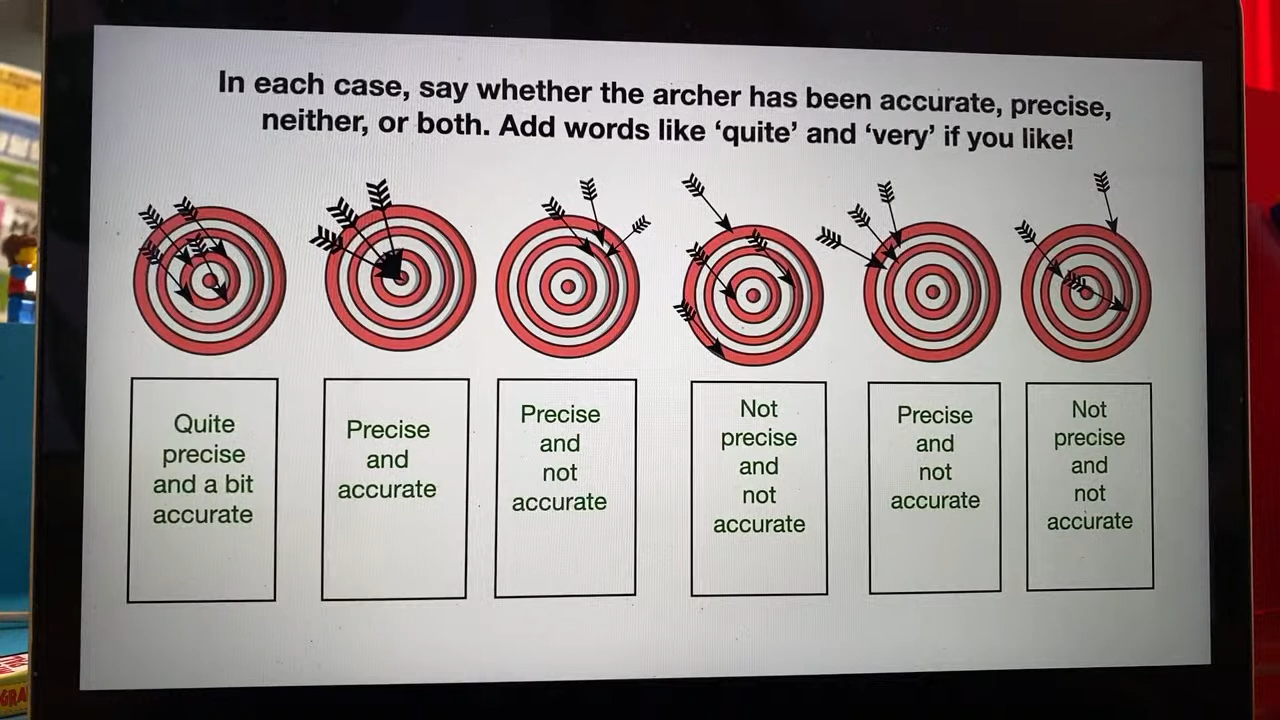 In each case, say whether the archer has been accurate, precise,
neither, or both. Add words like ‘quite’ and ‘very’ if you like!
Quite
precise
and a bit
accurate
Precise
and
accurate
Precise
and
not
accurate
Not
precise
and
not
accurate
Precise
and
not
accurate
Not
precise
and
not
accurate